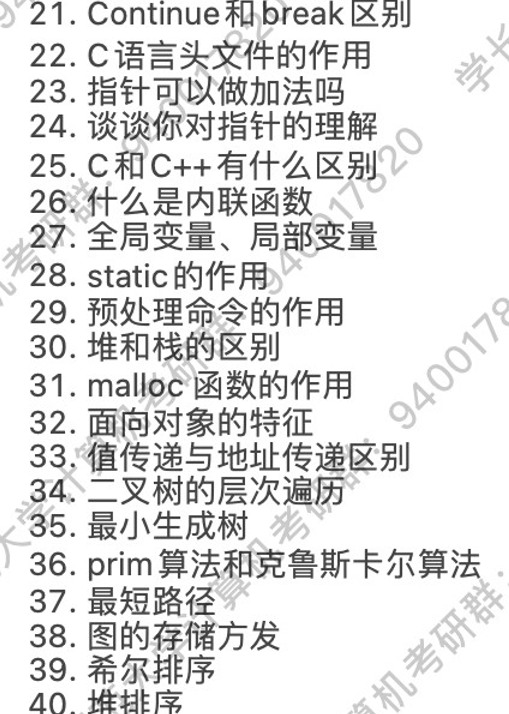 21. Continue和break区别
22. C语言头文件的作用
23. 指针可以做加法吗
24. 谈谈你对指针的理解
25. C和C++有什么区别
26. 什么是内联函数
27. 全局变量、局部变量
28. static的作用
29. 预处理命令的作用
30. 堆和栈的区别
31. malloc 函数的作用
32. 面向对象的特征
33. 值传递与地址传递区别
34. 二叉树的层次遍历
35. 最小生成树
36. prim算法和克鲁斯卡尔算法
37. 最短路径
38. 图的存储方发
39. 希尔排序
40. 堆排序